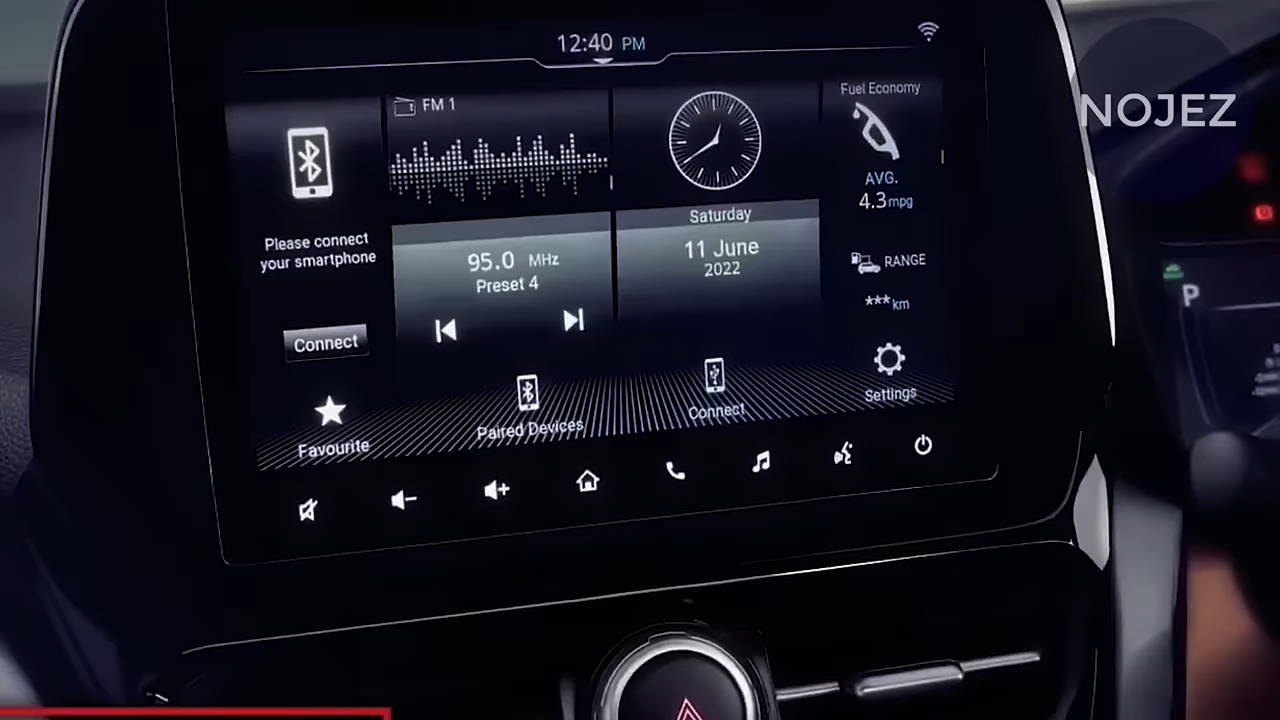 12:40 PM
NOJEZ
FM 1
Fuel Economy
AVG.
4.3 mpg
Please connect
your smartphone
Saturday
11 June
2022
95.0 MHz
Preset 4
RANGE
*** km
Connect
Favourite
Paired Devices
Connect
Settings
P